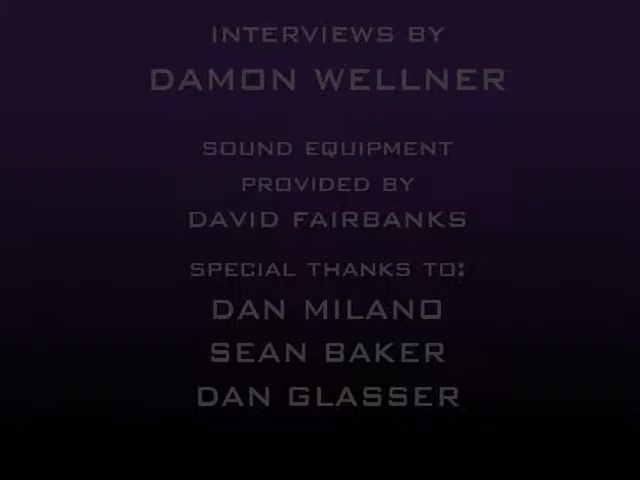 INTERVIEWS BY
DAMON WELLNER
SOUND EQUIPMENT
PROVIDED BY
DAVID FAIRBANKS
SPECIAL THANKS TO:
DAN MILANO
SEAN BAKER
DAN GLASSER